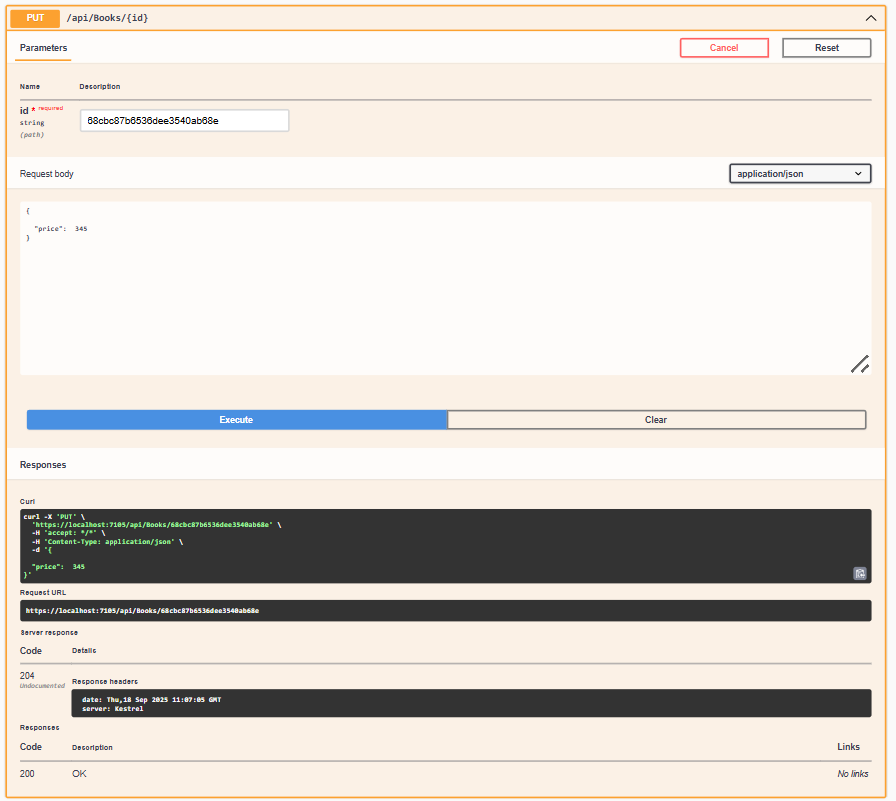 PUT /api/Books/{id}
Parameters Cancel Reset
Name Description
id * required
string
(path)
68cbc87b6536dee3540ab68e
Request body application/json
{
"price": 345
}
Execute Clear
Responses
Curl
curl -X 'PUT' \
'https://localhost:7105/api/Books/68cbc87b6536dee3540ab68e' \
-H 'accept: */*' \
-H 'Content-Type: application/json' \
-d '{
"price": 345
}'
Request URL
https://localhost:7105/api/Books/68cbc87b6536dee3540ab68e
Server response
Code Details
204
Undocumented
Response headers
date: Thu,18 Sep 2025 11:07:05 GMT
server: Kestrel
Responses
Code Description Links
200 OK No links